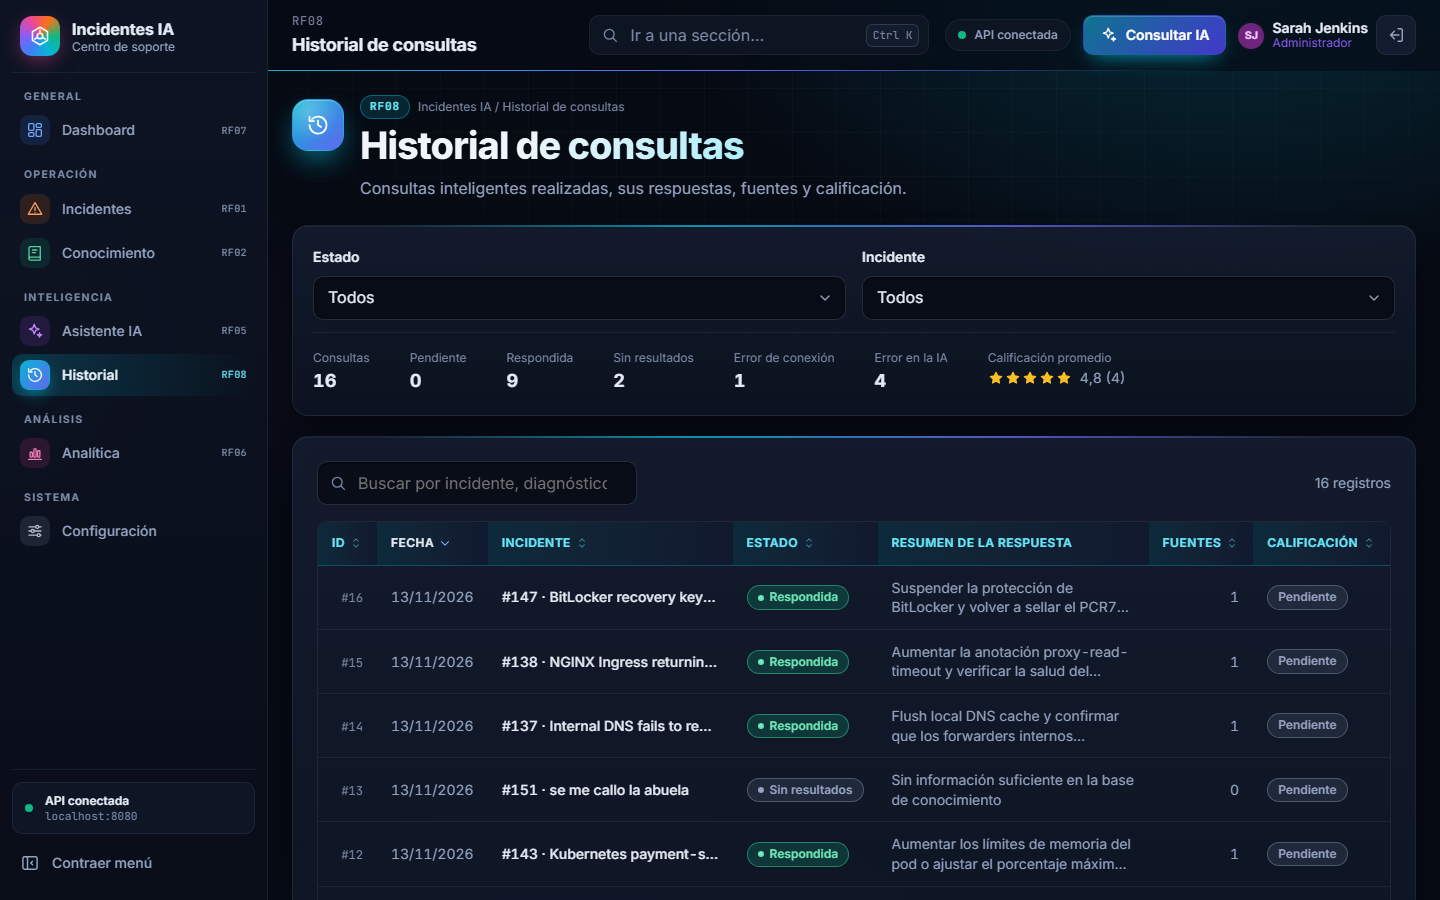 Incidentes IA
Centro de soporte
GENERAL
Dashboard RF07
OPERACIÓN
Incidentes RF01
Conocimiento RF02
INTELIGENCIA
Asistente IA RF05
Historial RF08
ANÁLISIS
Analítica RF06
SISTEMA
Configuración
API conectada
localhost:8080
Contraer menú
RF08
Historial de consultas
Ir a una sección... Ctrl K
API conectada
Consultar IA
SJ
Sarah Jenkins
Administrador
RF08 Incidentes IA / Historial de consultas
Historial de consultas
Consultas inteligentes realizadas, sus respuestas, fuentes y calificación.
Estado
Todos
Incidente
Todos
Consultas Pendiente Respondida Sin resultados Error de conexión Error en la IA Calificación promedio
16 0 9 2 1 4 4,8 (4)
Buscar por incidente, diagnóstic
16 registros
ID FECHA INCIDENTE ESTADO RESUMEN DE LA RESPUESTA FUENTES CALIFICACIÓN
#16 13/11/2026 #147 · BitLocker recovery key... Respondida Suspender la protección de
BitLocker y volver a sellar el PCR7... 1 Pendiente
#15 13/11/2026 #138 · NGINX Ingress returnin... Respondida Aumentar la anotación proxy-read-
timeout y verificar la salud del... 1 Pendiente
#14 13/11/2026 #137 · Internal DNS fails to re... Respondida Flush local DNS cache y confirmar
que los forwarders internos... 1 Pendiente
#13 13/11/2026 #151 · se me callo la abuela Sin resultados Sin información suficiente en la base
de conocimiento 0 Pendiente
#12 13/11/2026 #143 · Kubernetes payment-s... Respondida Aumentar los límites de memoria del
pod o ajustar el porcentaje máxim... 1 Pendiente